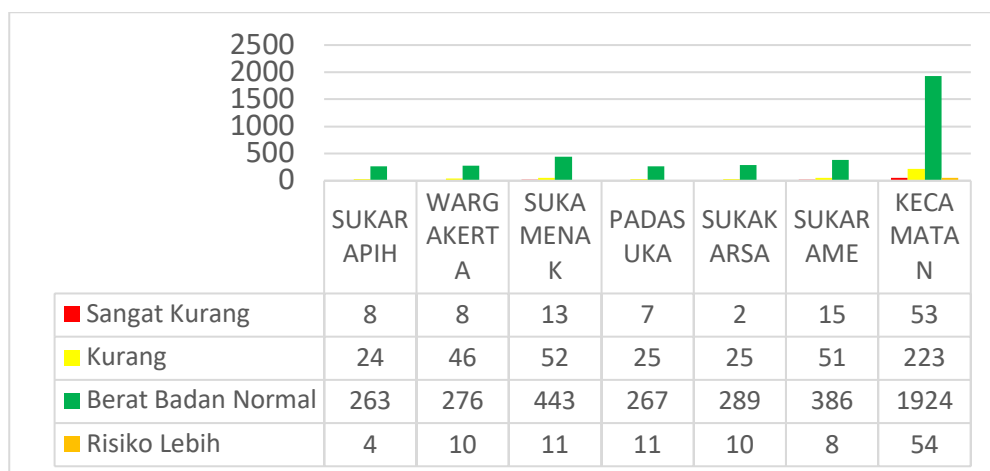 2500
2000
1500
1000
500
0
SUKAR
APIH
WARG
AKERT
A
SUKA
MENA
K
PADAS
UKA
SUKAK
ARSA
SUKAR
AME
KECA
MATA
N
Sangat Kurang 8 8 13 7 2 15 53
Kurang 24 46 52 25 25 51 223
Berat Badan Normal 263 276 443 267 289 386 1924
Risiko Lebih 4 10 11 11 10 8 54